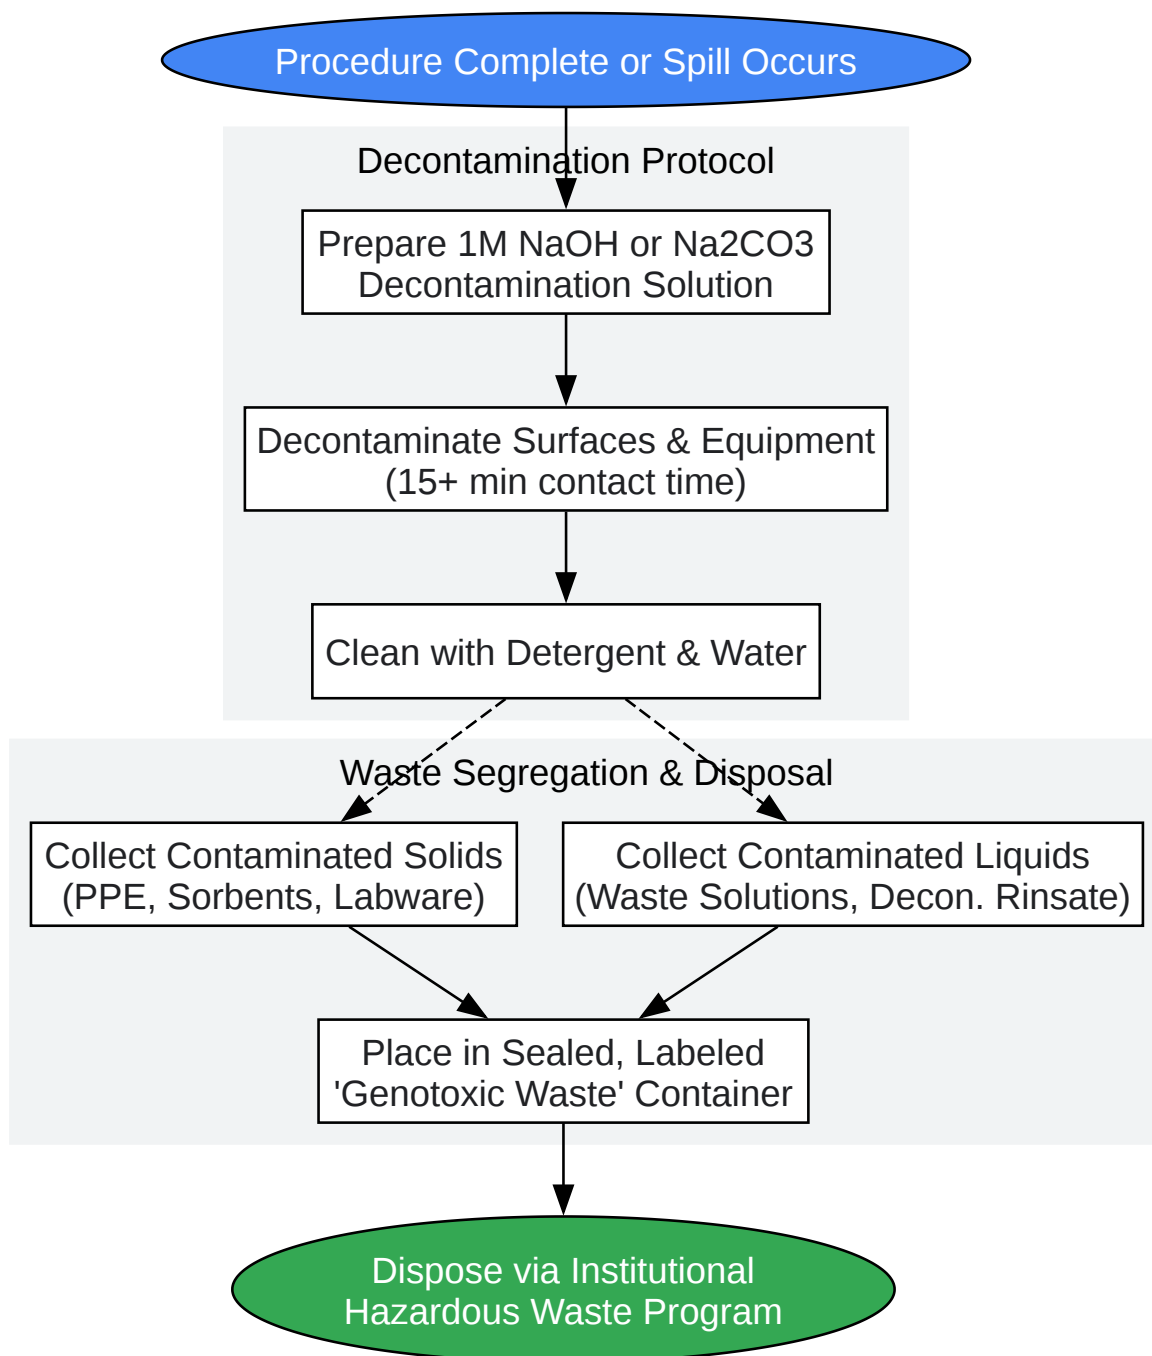 Procedure Complete or Spill Occurs
Decontamination Protocol
Prepare 1M NaOH or Na2CO3
Decontamination Solution
Decontaminate Surfaces & Equipment
(15+ min contact time)
Clean with Detergent & Water
Waste Segregation & Disposal
Collect Contaminated Solids
(PPE, Sorbents, Labware)
Collect Contaminated Liquids
(Waste Solutions, Decon. Rinsate)
Place in Sealed, Labeled
'Genotoxic Waste' Container
Dispose via Institutional
Hazardous Waste Program